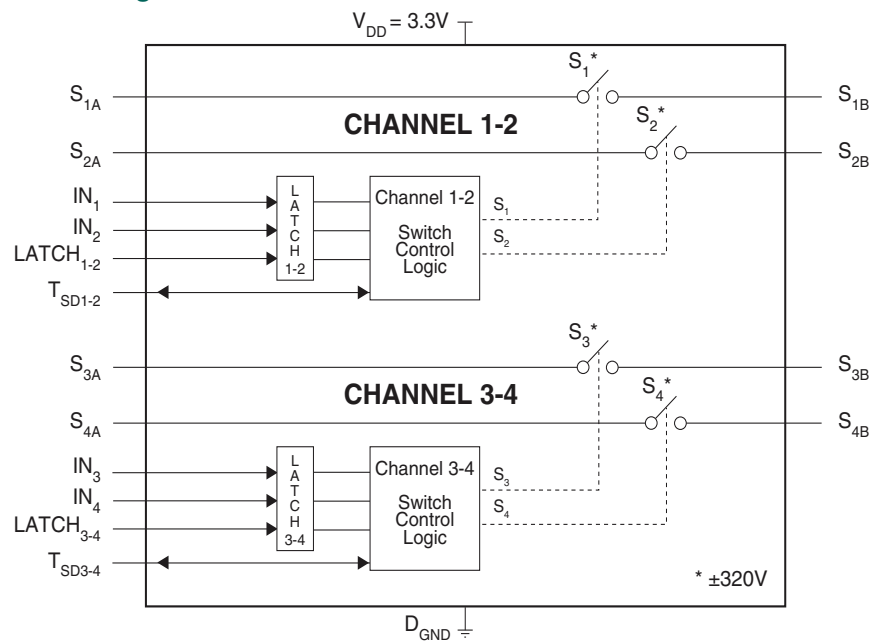 V_DD = 3.3V
S_1*
S_1A
S_1B
CHANNEL 1-2
S_2*
S_2A
S_2B
IN_1
IN_2
LATCH_1-2
T_SD1-2
LATCH
1-2
Channel 1-2
Switch
Control
Logic
S_1
S_2
S_3*
S_3A
S_3B
CHANNEL 3-4
S_4*
S_4A
S_4B
IN_3
IN_4
LATCH_3-4
T_SD3-4
LATCH
3-4
Channel 3-4
Switch
Control
Logic
S_3
S_4
* ±320V
D_GND